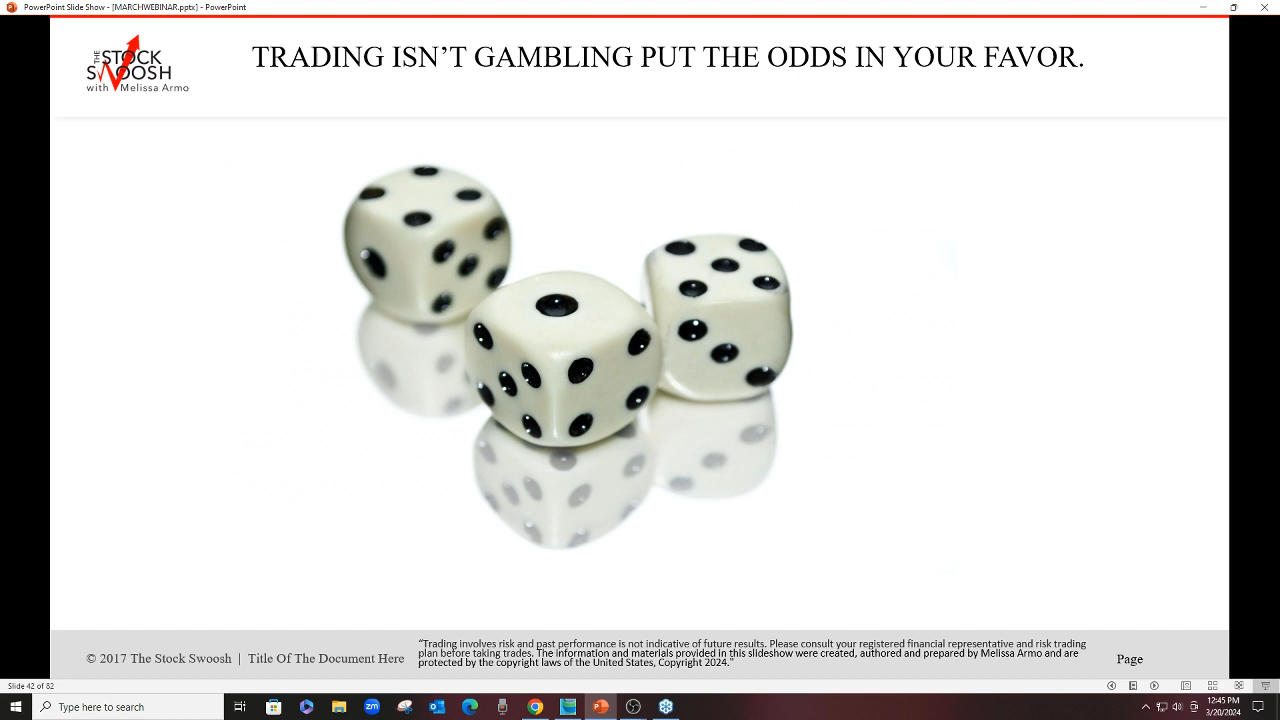 PowerPoint Slide Show - [MARCHWEBINAR.pptx] - PowerPoint
THE
STOCK
SWOOSH
with Melissa Armo
TRADING ISN’T GAMBLING PUT THE ODDS IN YOUR FAVOR.
© 2017 The Stock Swoosh | Title Of The Document Here
“Trading involves risk and past performance is not indicative of future results. Please consult your registered financial representative and risk trading
plan before taking trades. The information and materials provided in this slideshow were created, authored and prepared by Melissa Armo and are
protected by the copyright laws of the United States, Copyright 2024.”
Page
Slide 42 of 82
Type here to search
zm
12:45 PM
3/20/2024